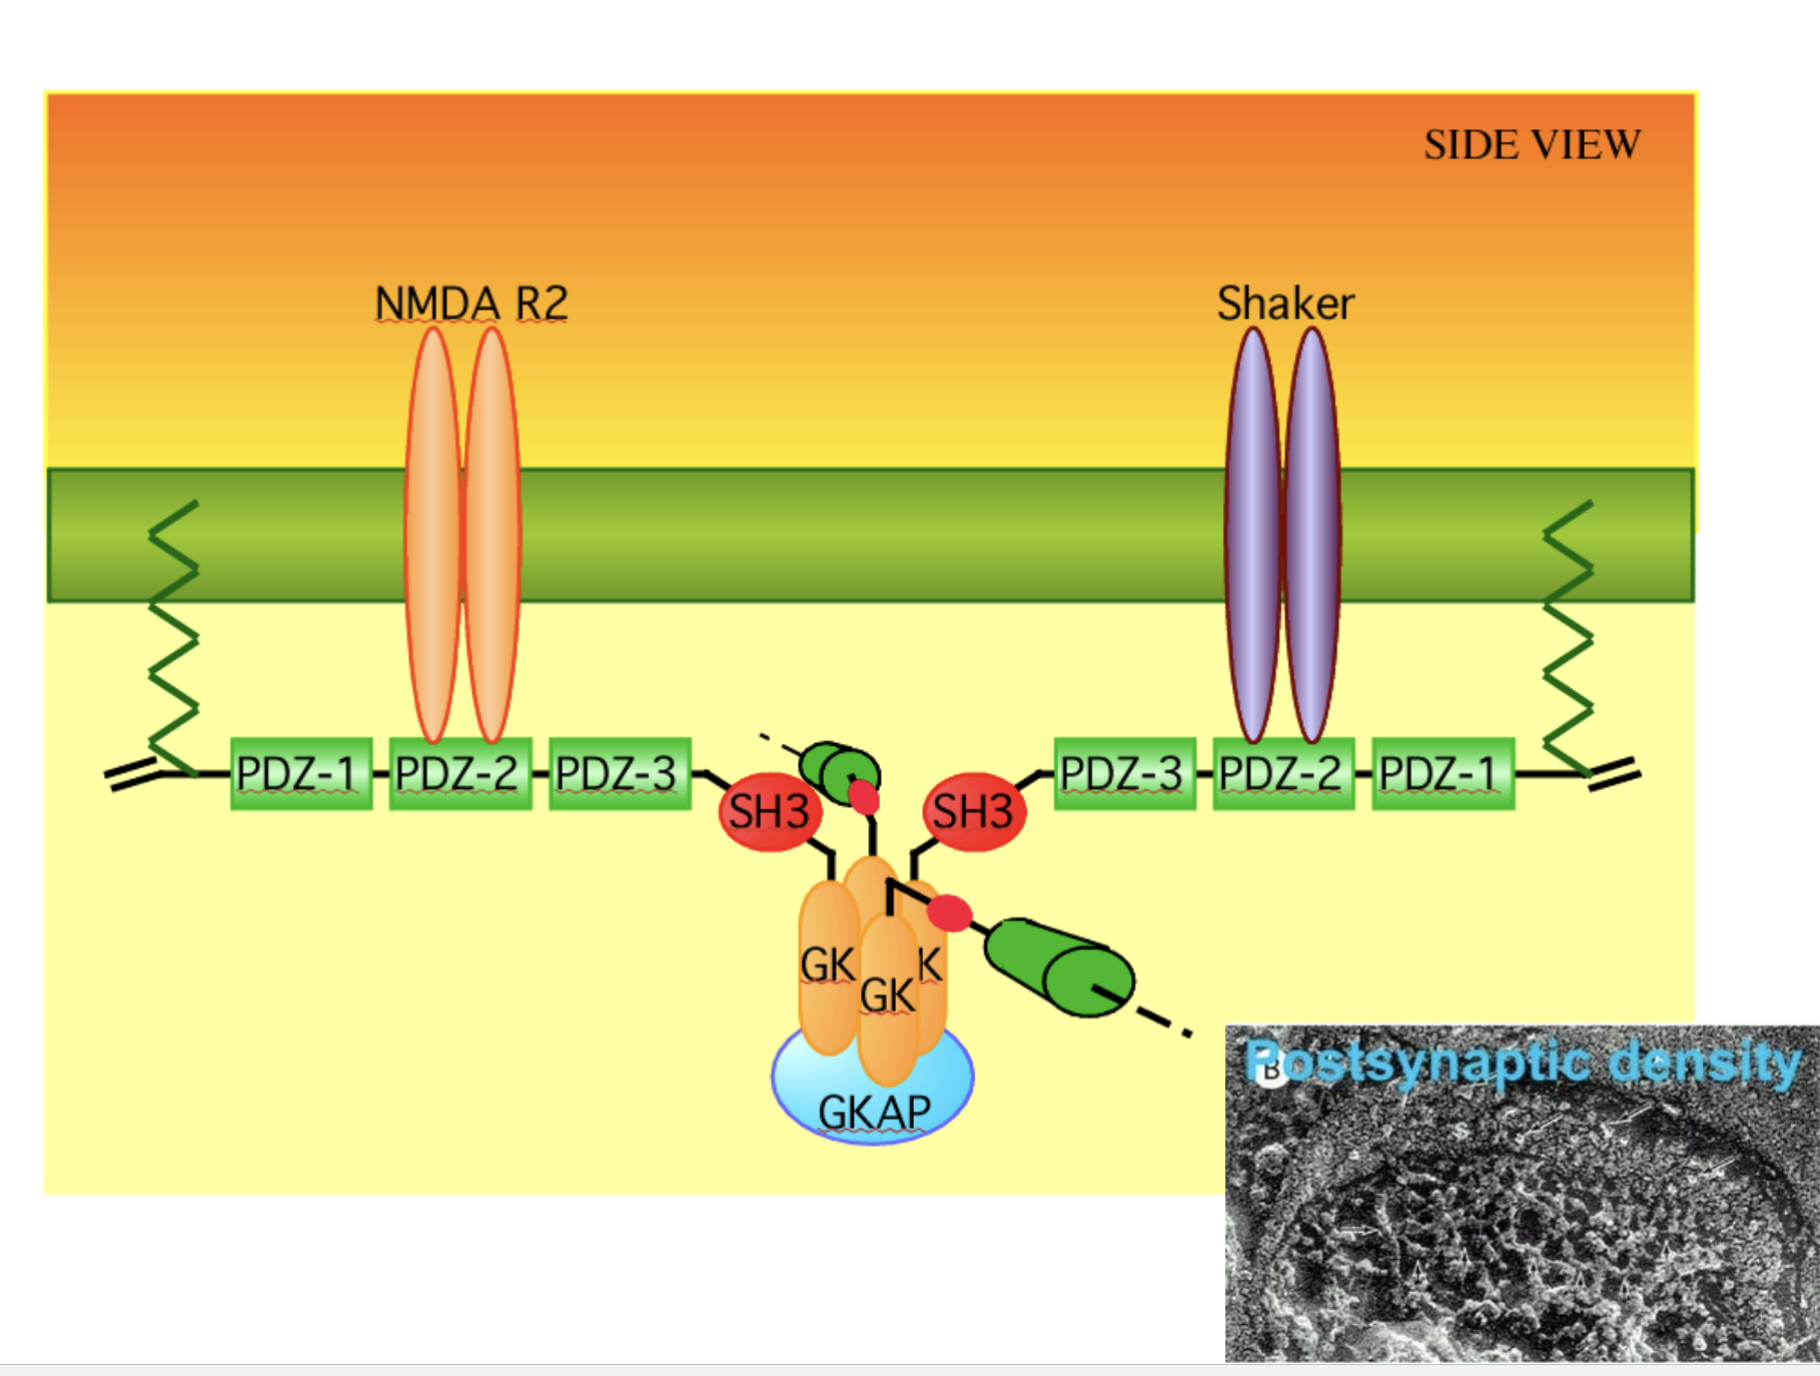 SIDE VIEW
NMDA R2
Shaker
PDZ-1
PDZ-2
PDZ-3
SH3
SH3
PDZ-3
PDZ-2
PDZ-1
GK
GK
K
GKAP
Postsynaptic density
B